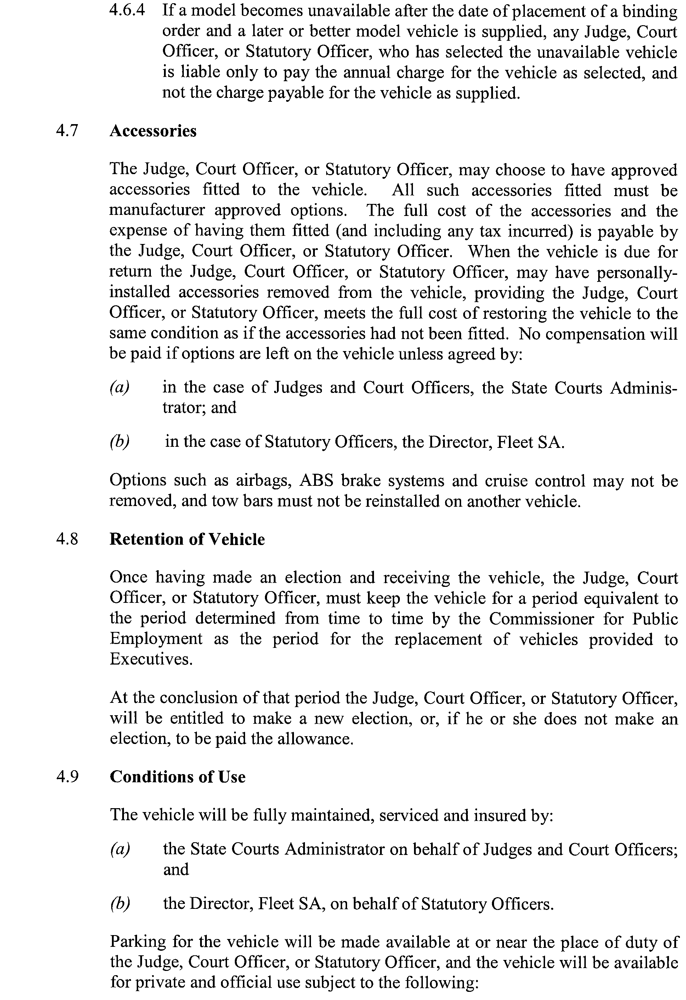 4.6.4 If a model becomes unavailable after the date of placement of a binding
order and a later or better model vehicle is supplied, any Judge, Court
Officer, or Statutory Officer, who has selected the unavailable vehicle
is liable only to pay the annual charge for the vehicle as selected, and
not the charge payable for the vehicle as supplied.
4.7 Accessories
The Judge, Court Officer, or Statutory Officer, may choose to have approved
accessories fitted to the vehicle. All such accessories fitted must be
manufacturer approved options. The full cost of the accessories and the
expense of having them fitted (and including any tax incurred) is payable by
the Judge, Court Officer, or Statutory Officer. When the vehicle is due for
return the Judge, Court Officer, or Statutory Officer, may have personally-
installed accessories removed from the vehicle, providing the Judge, Court
Officer, or Statutory Officer, meets the full cost of restoring the vehicle to the
same condition as if the accessories had not been fitted. No compensation will
be paid if options are left on the vehicle unless agreed by:
(a) in the case of Judges and Court Officers, the State Courts Adminis-
trator; and
(b) in the case of Statutory Officers, the Director, Fleet SA.
Options such as airbags, ABS brake systems and cruise control may not be
removed, and tow bars must not be reinstalled on another vehicle.
4.8 Retention of Vehicle
Once having made an election and receiving the vehicle, the Judge, Court
Officer, or Statutory Officer, must keep the vehicle for a period equivalent to
the period determined from time to time by the Commissioner for Public
Employment as the period for the replacement of vehicles provided to
Executives.
At the conclusion of that period the Judge, Court Officer, or Statutory Officer,
will be entitled to make a new election, or, if he or she does not make an
election, to be paid the allowance.
4.9 Conditions of Use
The vehicle will be fully maintained, serviced and insured by:
(a) the State Courts Administrator on behalf of Judges and Court Officers;
and
(b) the Director, Fleet SA, on behalf of Statutory Officers.
Parking for the vehicle will be made available at or near the place of duty of
the Judge, Court Officer, or Statutory Officer, and the vehicle will be available
for private and official use subject to the following: